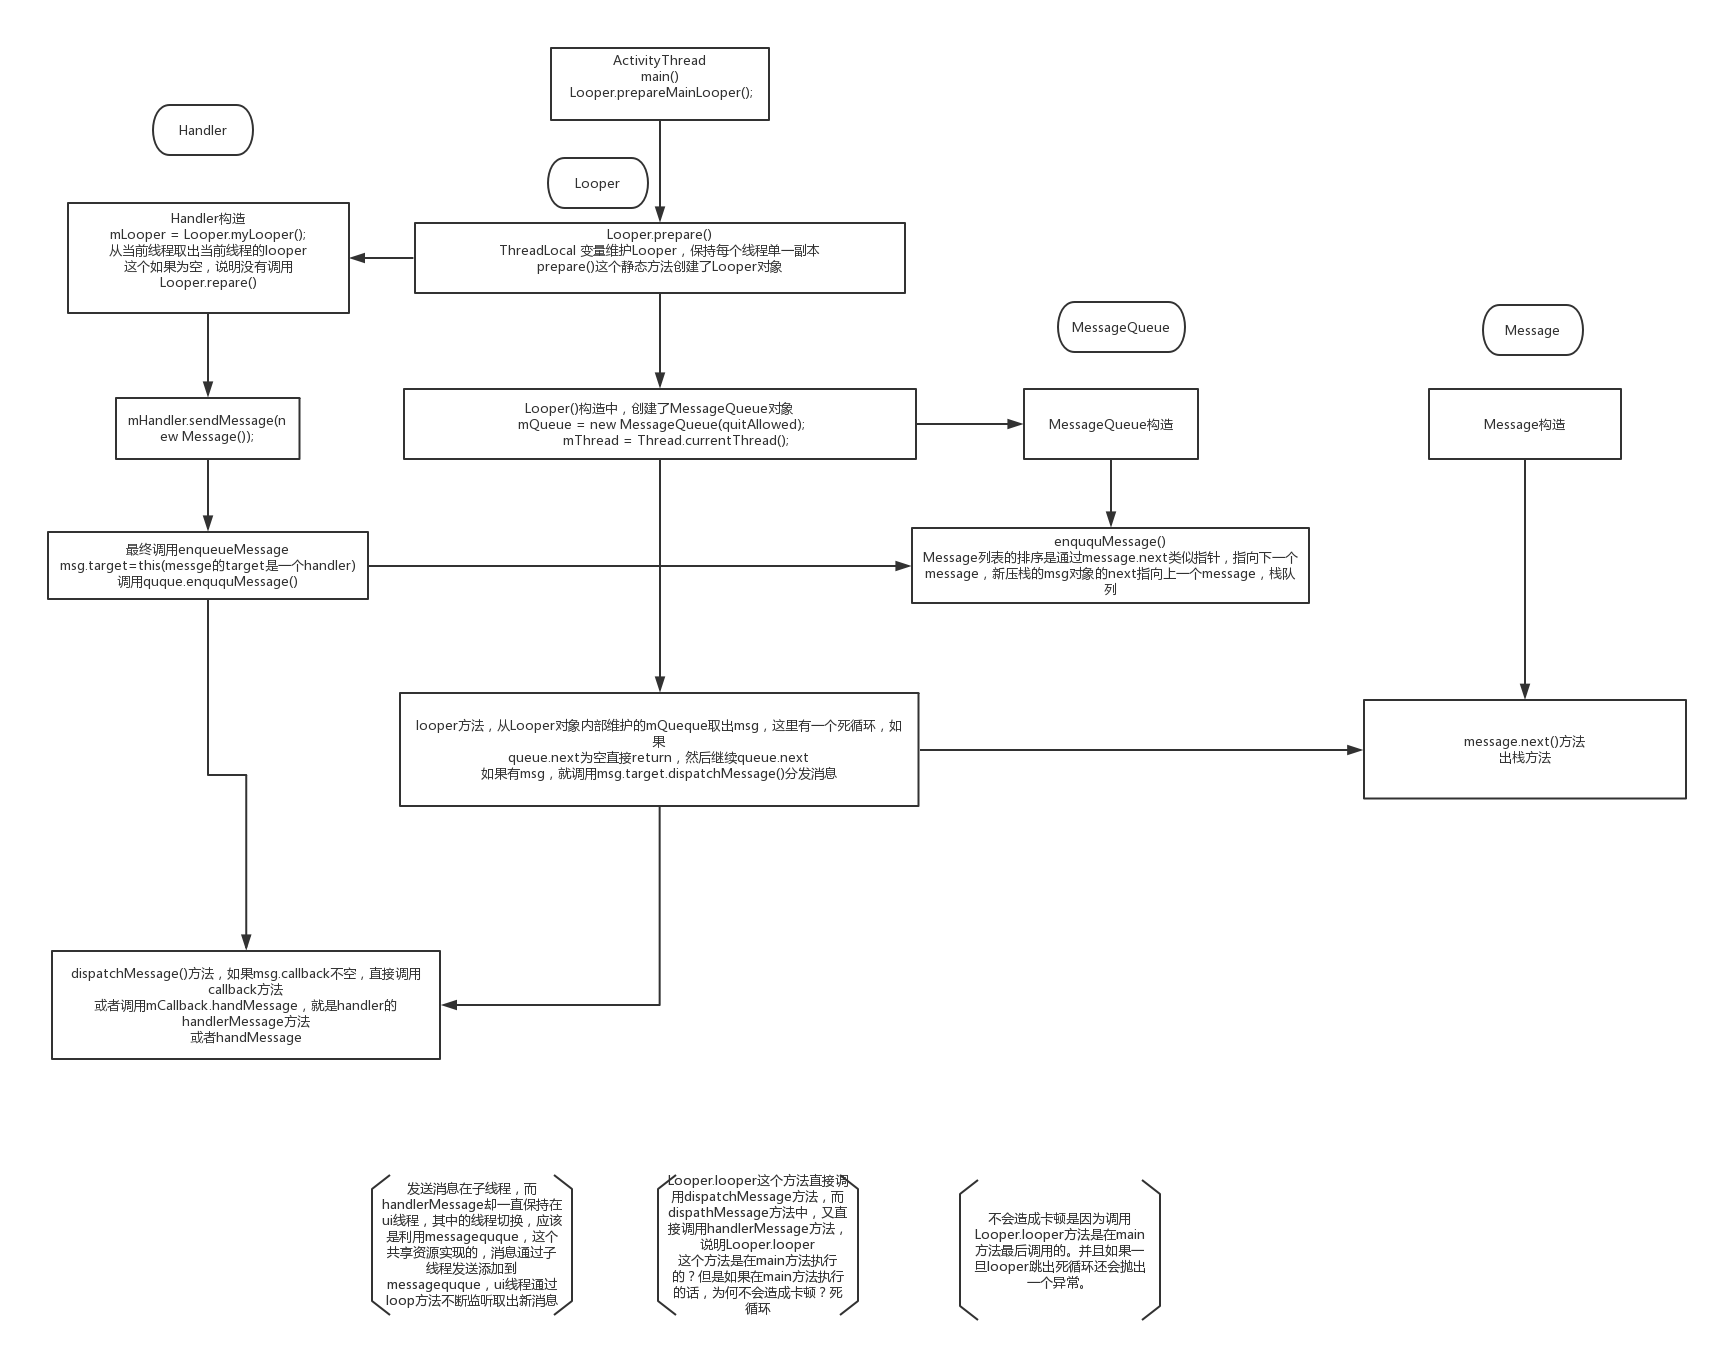 ActivityThread
main()
Looper.prepareMainLooper();
Handler
Looper
Handler构造
mLooper = Looper.myLooper();
从当前线程取出当前线程的looper
这个如果为空，说明没有调用
Looper.repare()
Looper.prepare()
ThreadLocal 变量维护Looper，保持每个线程单一副本
prepare()这个静态方法创建了Looper对象
MessageQueue
Message
mHandler.sendMessage(n
ew Message());
Looper()构造中，创建了MessageQueue对象
mQueue = new MessageQueue(quitAllowed);
mThread = Thread.currentThread();
MessageQueue构造
Message构造
最终调用enqueueMessage
msg.target=this(messge的target是一个handler)
调用quque.enququMessage()
enququMessage()
Message列表的排序是通过message.next类似指针，指向下一个
message，新压栈的msg对象的next指向上一个message，栈队
列
looper方法，从Looper对象内部维护的mQueque取出msg，这里有一个死循环，如
果
queue.next为空直接return，然后继续queue.next
如果有msg，就调用msg.target.dispatchMessage()分发消息
message.next()方法
出栈方法
dispatchMessage()方法，如果msg.callback不空，直接调用
callback方法
或者调用mCallback.handMessage，就是handler的
handlerMessage方法
或者handMessage
发送消息在子线程，而
handlerMessage却一直保持在
ui线程，其中的线程切换，应该
是利用messagequque，这个
共享资源实现的，消息通过子
线程发送添加到
messagequque，ui线程通过
loop方法不断监听取出新消息
Looper.looper这个方法直接调
用dispatchMessage方法，而
dispathMessage方法中，又直
接调用handlerMessage方法，
说明Looper.looper
这个方法是在main方法执行
的？但是如果在main方法执行
的话，为何不会造成卡顿？死
循环
不会造成卡顿是因为调用
Looper.looper方法是在main
方法最后调用的。并且如果一
旦looper跳出死循环还会抛出
一个异常。